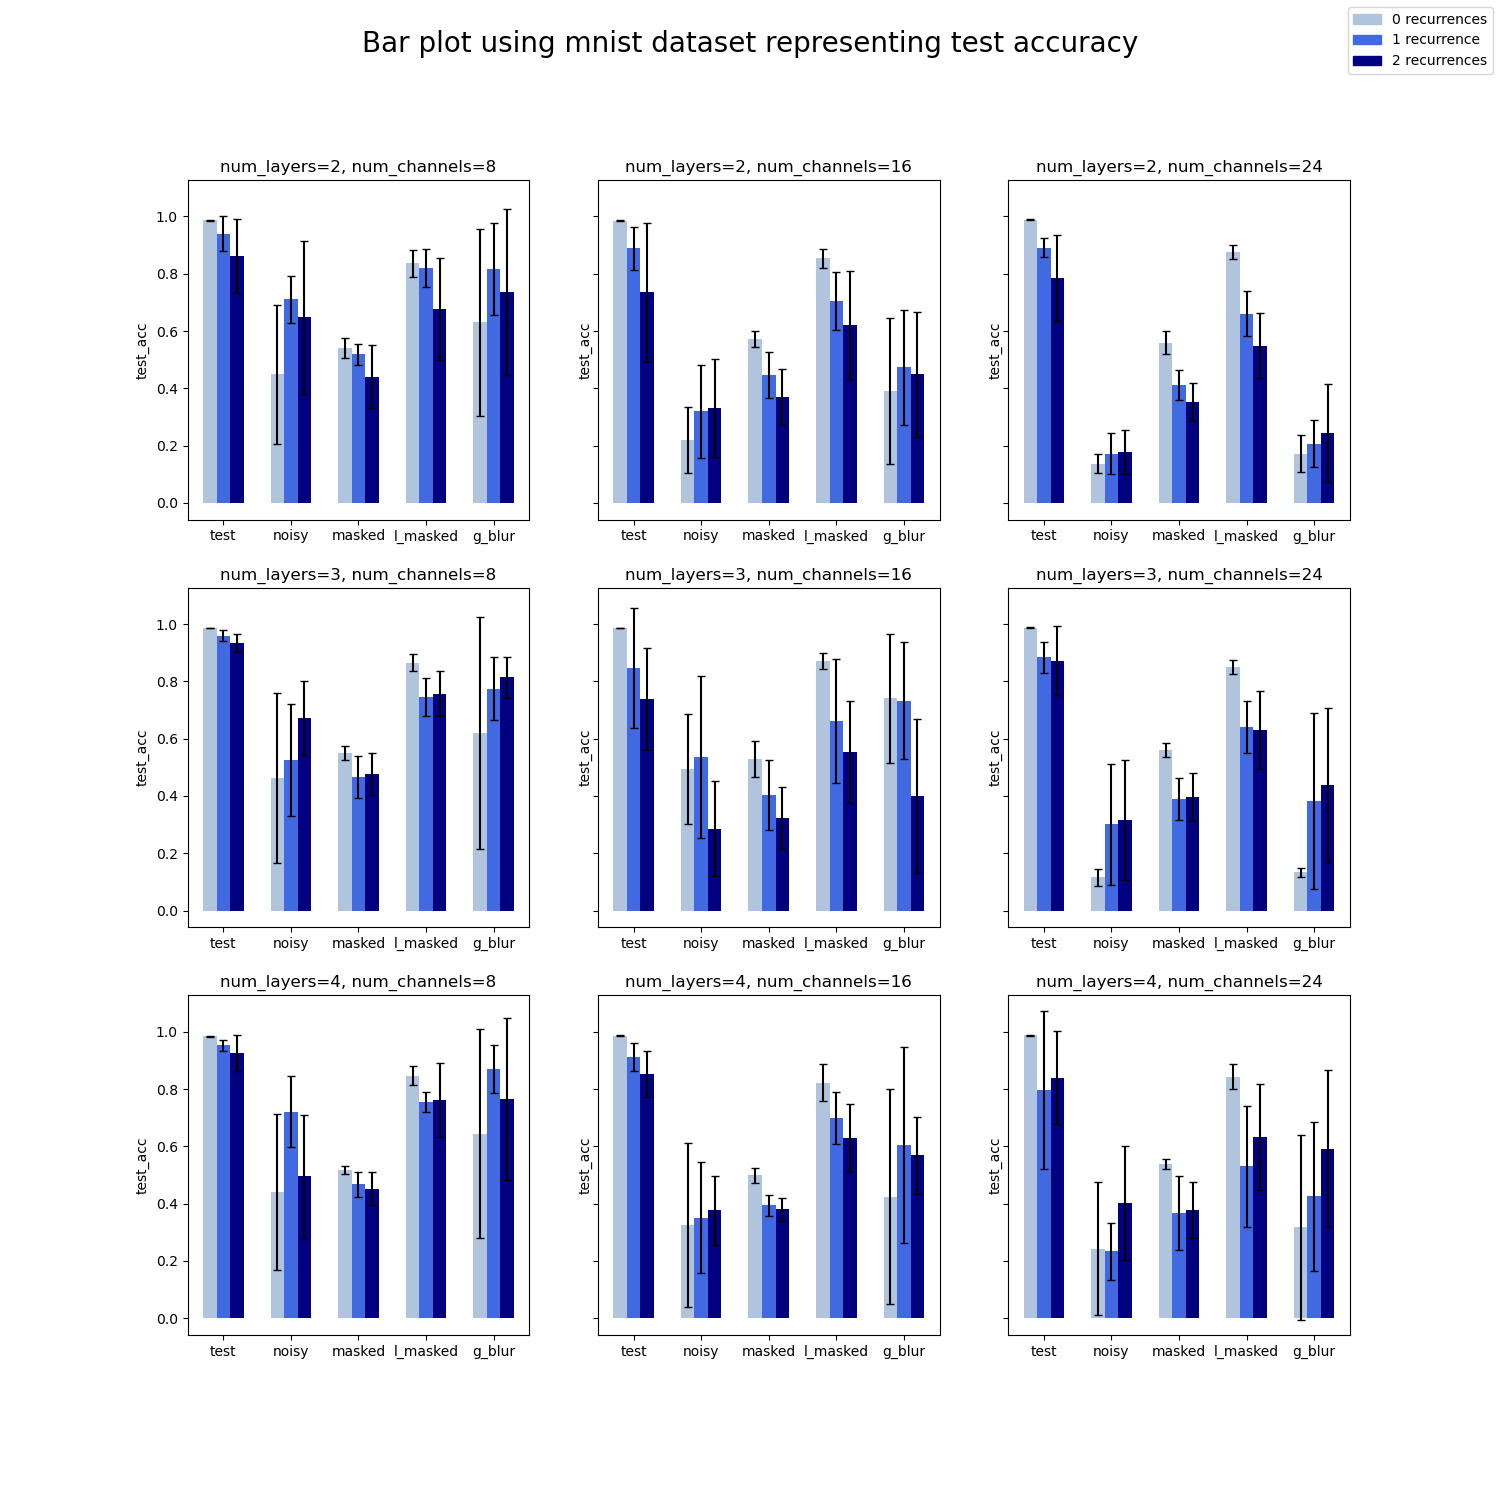 0 recurrences
1 recurrence
2 recurrences
Bar plot using mnist dataset representing test accuracy
num_layers=2, num_channels=8
num_layers=2, num_channels=16
num_layers=2, num_channels=24
1.0
0.8
0.6
0.4
0.2
0.0
test_acc
test_acc
test_acc
test noisy masked l_masked g_blur
test noisy masked l_masked g_blur
test noisy masked l_masked g_blur
num_layers=3, num_channels=8
num_layers=3, num_channels=16
num_layers=3, num_channels=24
1.0
0.8
0.6
0.4
0.2
0.0
test_acc
test_acc
test_acc
test noisy masked l_masked g_blur
test noisy masked l_masked g_blur
test noisy masked l_masked g_blur
num_layers=4, num_channels=8
num_layers=4, num_channels=16
num_layers=4, num_channels=24
1.0
0.8
0.6
0.4
0.2
0.0
test_acc
test_acc
test_acc
test noisy masked l_masked g_blur
test noisy masked l_masked g_blur
test noisy masked l_masked g_blur